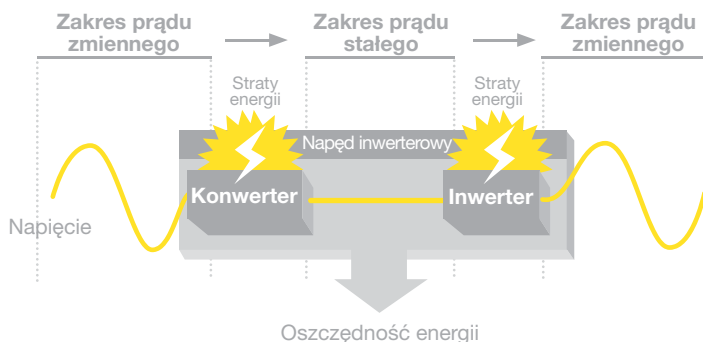 Zakres prądu
zmiennego
Zakres prądu
stałego
Zakres prądu
zmiennego
Straty
energii
Straty
energii
Napęd inwerterowy
Konwerter
Inwerter
Napięcie
Oszczędność energii